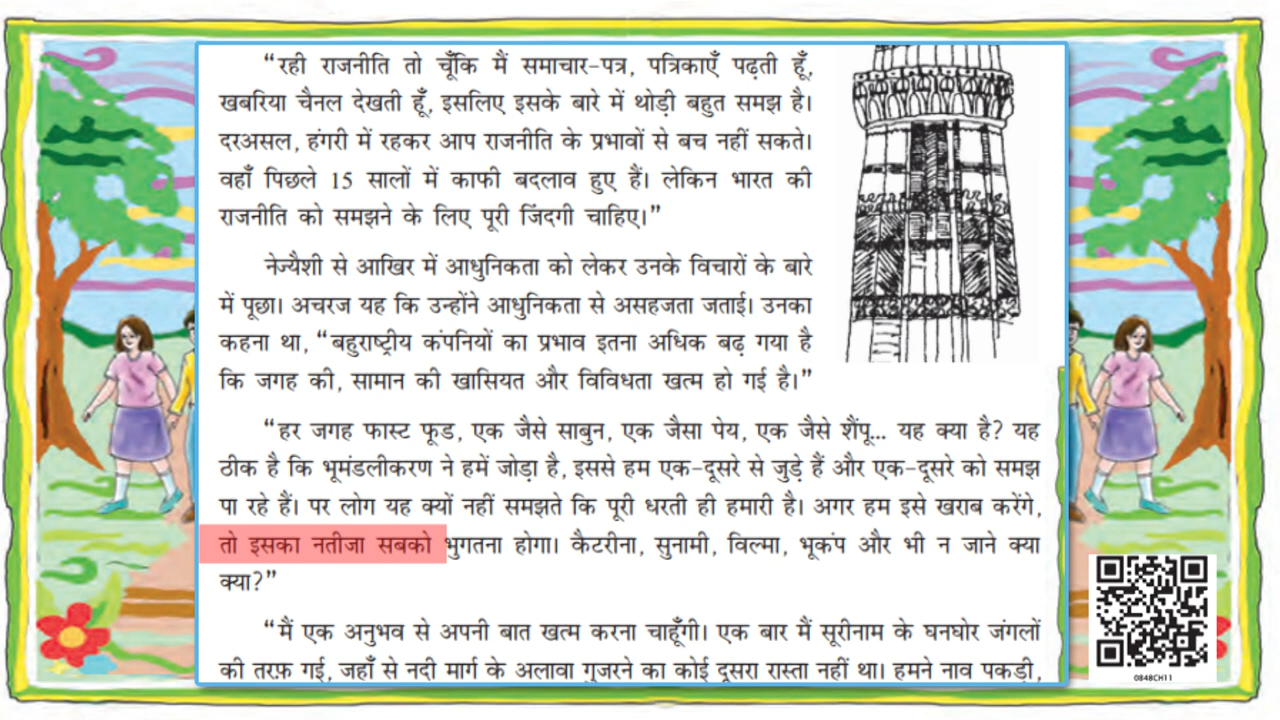 “रही राजनीति तो चूँकि मैं समाचार-पत्र, पत्रिकाएँ पढ़ती हूँ,
खबरिया चैनल देखती हूँ, इसलिए इसके बारे में थोड़ी बहुत समझ है।
दरअसल, हंगरी में रहकर आप राजनीति के प्रभावों से बच नहीं सकते।
वहाँ पिछले 15 सालों में काफी बदलाव हुए हैं। लेकिन भारत की
राजनीति को समझने के लिए पूरी जिंदगी चाहिए।”
नेज्यैशी से आखिर में आधुनिकता को लेकर उनके विचारों के बारे
में पूछा। अचरज यह कि उन्होंने आधुनिकता से असहजता जताई। उनका
कहना था, “बहुराष्ट्रीय कंपनियों का प्रभाव इतना अधिक बढ़ गया है
कि जगह की, सामान की खासियत और विविधता खत्म हो गई है।”
“हर जगह फास्ट फूड, एक जैसे साबुन, एक जैसा पेय, एक जैसे शैंपू... यह क्या है? यह
ठीक है कि भूमंडलीकरण ने हमें जोड़ा है, इससे हम एक-दूसरे से जुड़े हैं और एक-दूसरे को समझ
पा रहे हैं। पर लोग यह क्यों नहीं समझते कि पूरी धरती ही हमारी है। अगर हम इसे खराब करेंगे,
तो इसका नतीजा सबको भुगतना होगा। कैटरीना, सुनामी, विल्मा, भूकंप और भी न जाने क्या
क्या?”
“मैं एक अनुभव से अपनी बात खत्म करना चाहूँगी। एक बार मैं सूरीनाम के घनघोर जंगलों
की तरफ़ गई, जहाँ से नदी मार्ग के अलावा गुजरने का कोई दूसरा रास्ता नहीं था। हमने नाव पकड़ी,
0848CH11